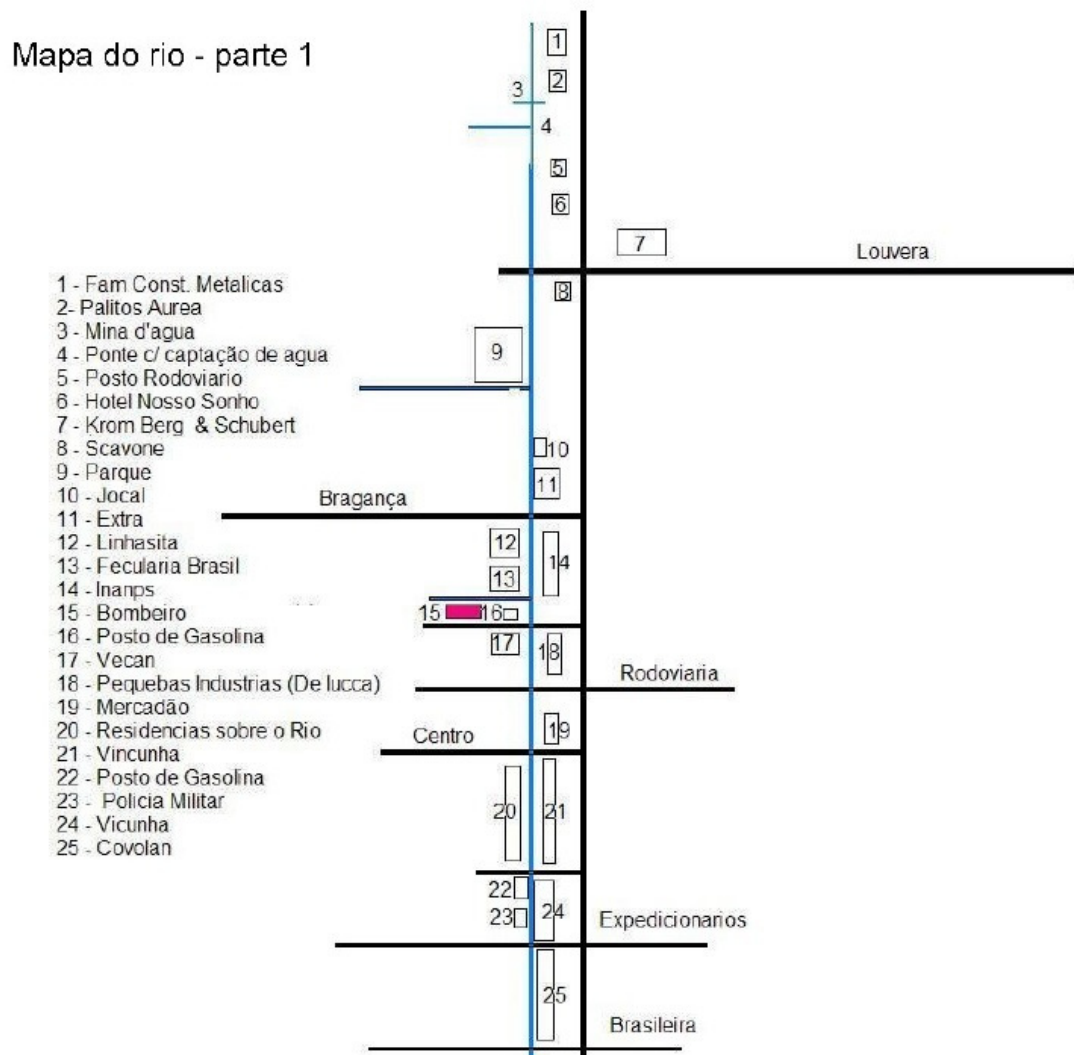 Mapa do rio - parte 1
1
2
3
4
5
6
7
Louvera
8
9
10
11
Bragança
12
14
13
15
16
17
18
Rodoviaria
19
Centro
20
21
22
23
24
Expedicionarios
25
Brasileira
1 - Fam Const. Metalicas
2- Palitos Aurea
3 - Mina d'agua
4 - Ponte c/ captação de agua
5 - Posto Rodoviario
6 - Hotel Nosso Sonho
7 - Krom Berg & Schubert
8 - Scavone
9 - Parque
10 - Jocal
11 - Extra
12 - Linhasita
13 - Fecularia Brasil
14 - Inanps
15 - Bombeiro
16 - Posto de Gasolina
17 - Vecan
18 - Pequebas Industrias (De lucca)
19 - Mercadão
20 - Residencias sobre o Rio
21 - Vincunha
22 - Posto de Gasolina
23 - Policia Militar
24 - Vicunha
25 - Covolan